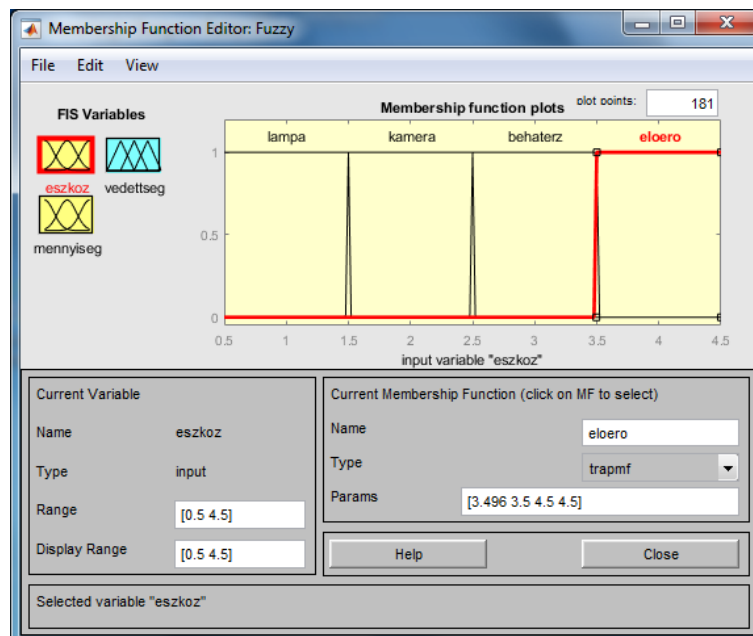 Membership Function Editor: Fuzzy
File Edit View
FIS Variables
eszkoz vedettseg
mennyiseg
Membership function plots plot points: 181
lampa kamera behaterz eloero
1
0.5
0
0.5 1 1.5 2 2.5 3 3.5 4 4.5
input variable "eszkoz"
Current Variable
Name eszkoz
Type input
Range [0.5 4.5]
Display Range [0.5 4.5]
Current Membership Function (click on MF to select)
Name eloero
Type trapmf
Params [3.496 3.5 4.5 4.5]
Help Close
Selected variable "eszkoz"